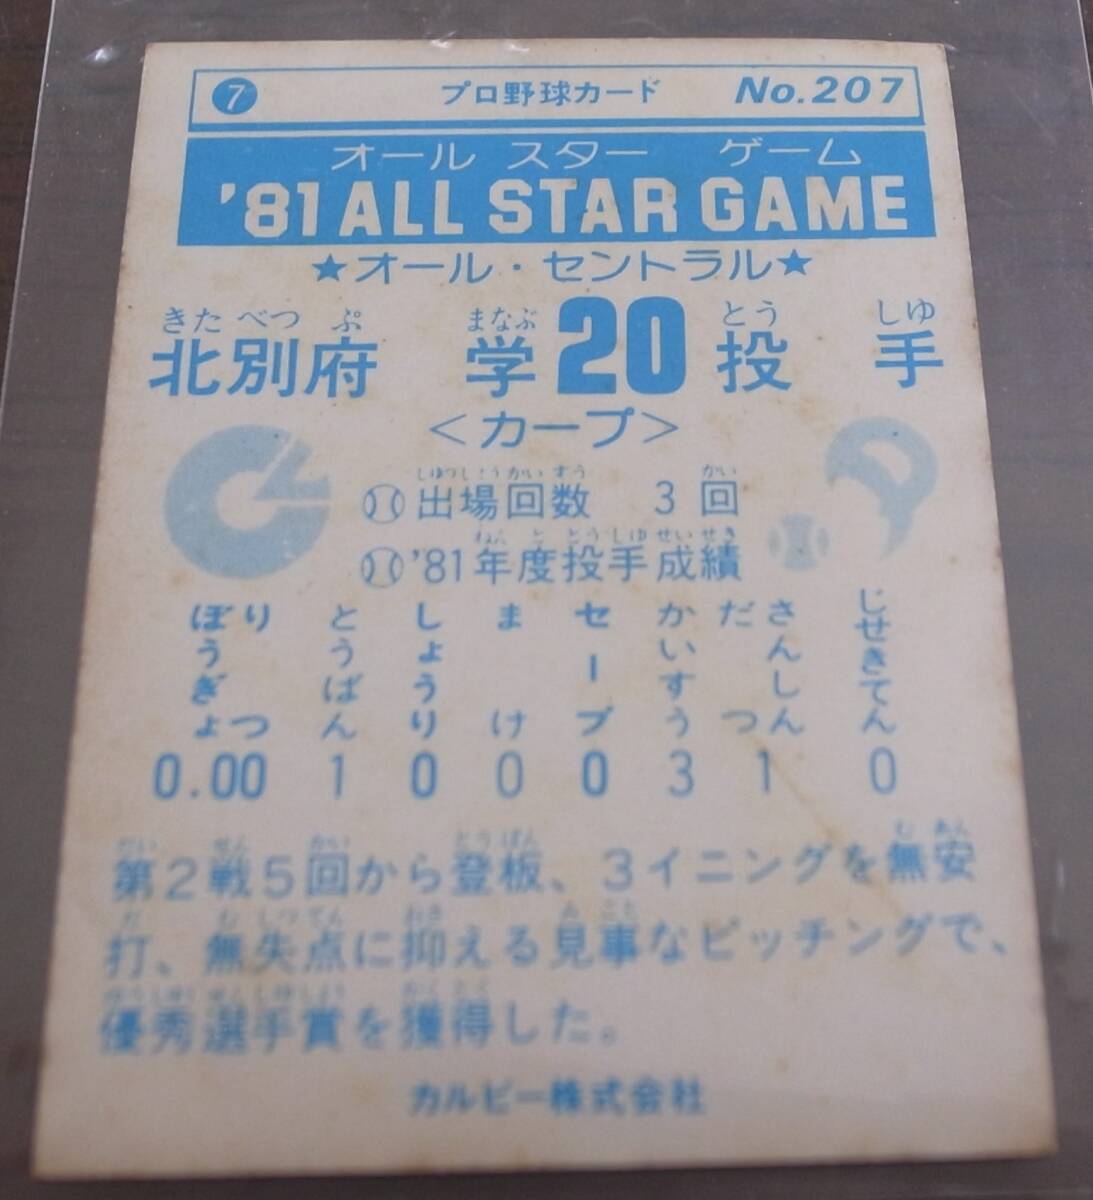 7 プロ野球カード No.207
オール スター ゲーム
'81 ALL STAR GAME
★オール・セントラル★
きたべつぷ まなぶ とう しゆ
北別府 学 20 投 手
<カープ>
しゆつじょうかいすう かい
出場回数 3回
ねんどとうしゆせいせき
'81年度投手成績
ぼうぎょりつ とうばん しょうり まけ セーブ かいすう だつさんしん じせきてん
0.00 1 0 0 0 3 1 0
だい せん かい とうばん む あん
第2戦5回から登板、3イニングを無安
だ むしつてん おさ みごと
打、無失点に抑える見事なピッチングで、
ゆうしゆうせんしゆしよう かくとく
優秀選手賞を獲得した。
カルビー株式会社